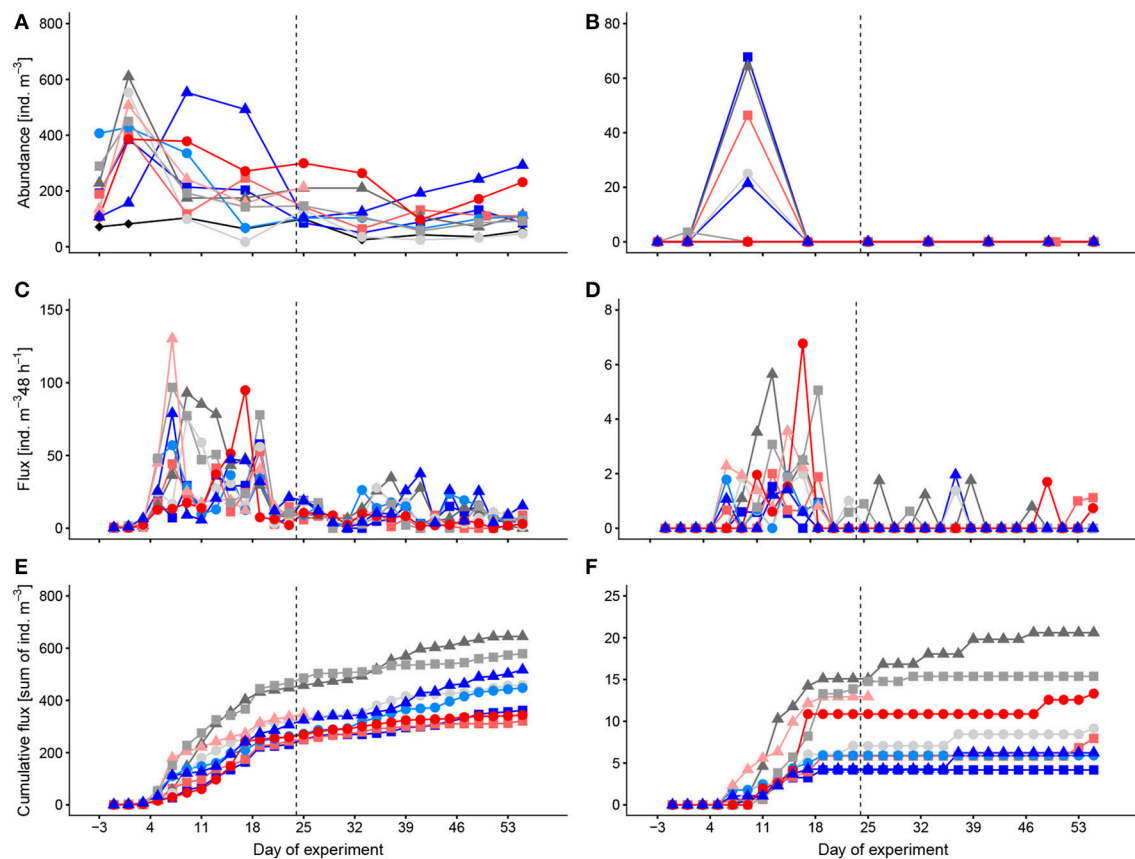 A
B
Abundance [ind. m⁻³]
800
600
400
200
0
80
60
40
20
0
C
D
Flux [ind. m⁻³48 h⁻¹]
150
100
50
0
8
6
4
2
0
E
F
Cumulative flux [sum of ind. m⁻³]
800
600
400
200
0
25
20
15
10
5
0
−3 4 11 18 25 32 39 46 53
−3 4 11 18 25 32 39 46 53
Day of experiment
Day of experiment